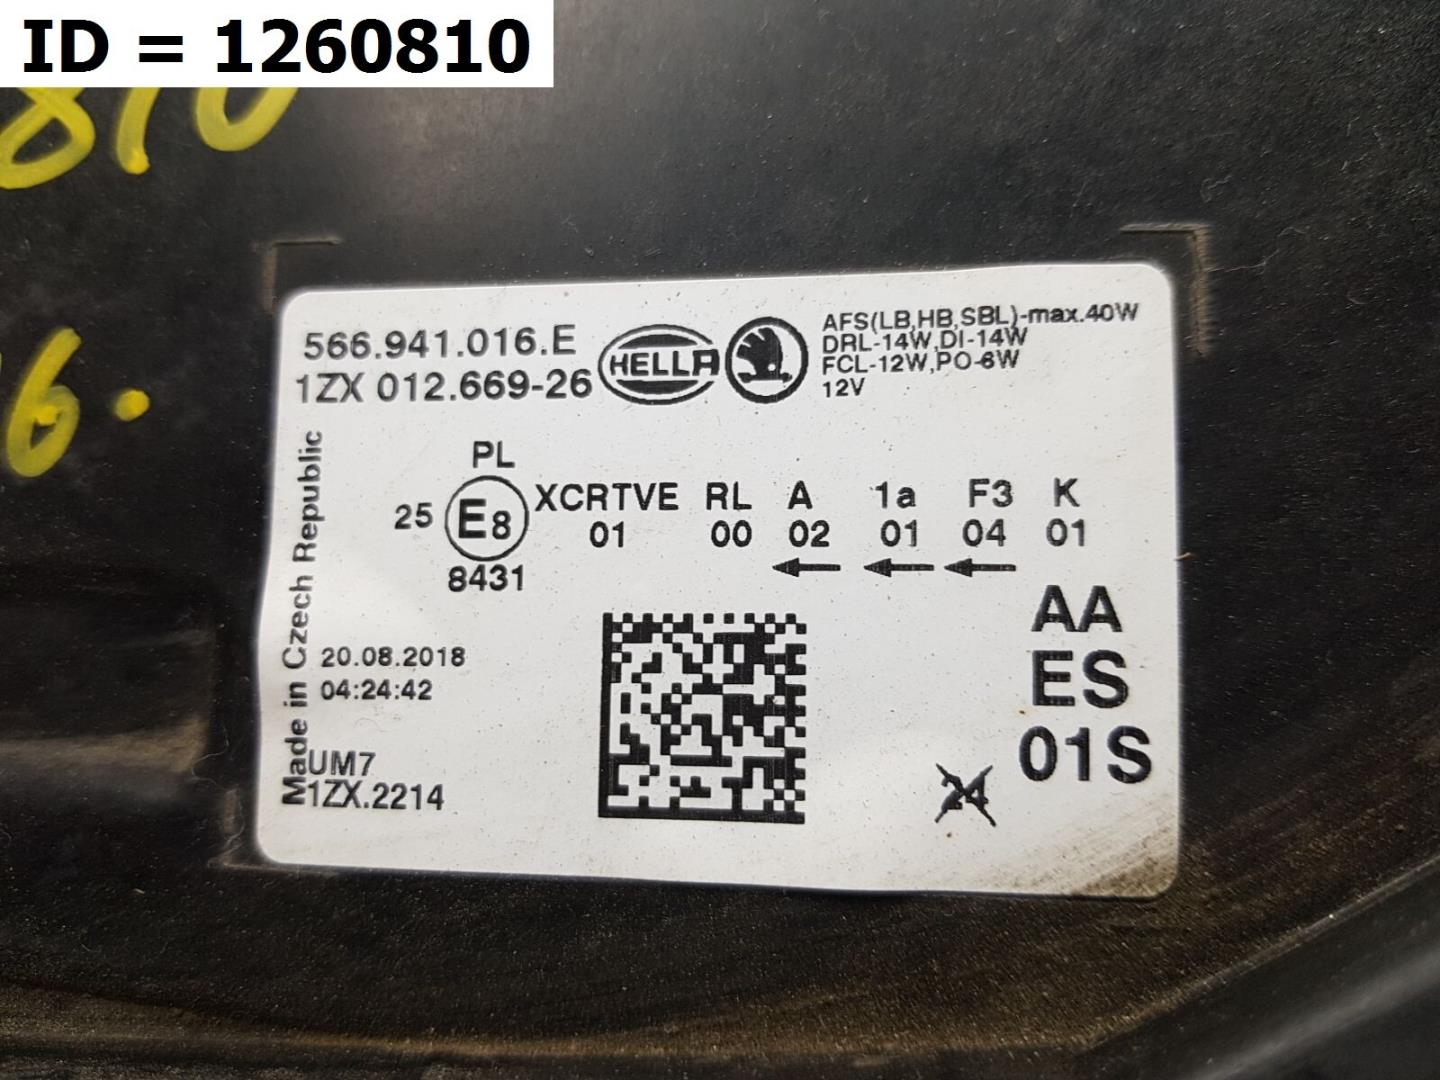 ID = 1260810
810
6.
566.941.016.E
1ZX 012.669-26
HELLA
AFS(LB,HB,SBL)-max.40W
DRL-14W,DI-14W
FCL-12W,PO-6W
12V
Made in Czech Republic
PL
25 E8 XCRTVE RL A 1a F3 K
01 00 02 01 04 01
8431
AA
ES
01S
20.08.2018
04:24:42
UM7
1ZX.2214
24